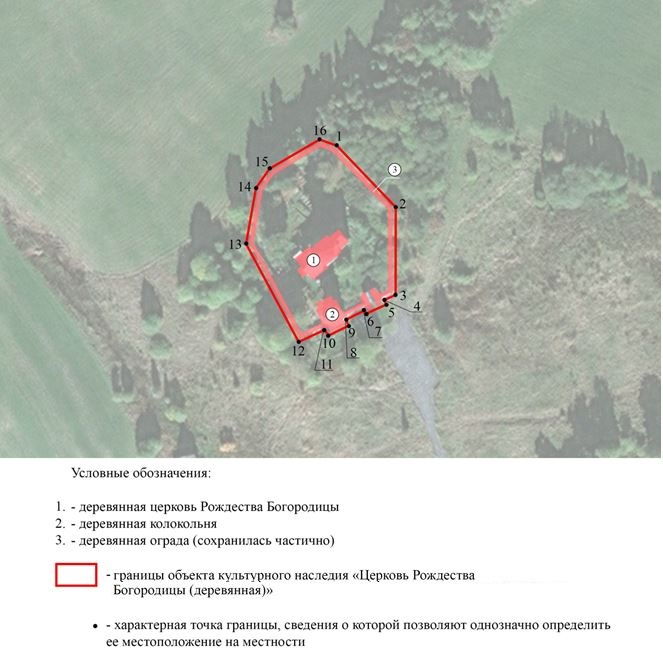 16
1
15
3
14
2
13
1
3
4
2
5
6
9
7
12
10
8
11
Условные обозначения:
1. - деревянная церковь Рождества Богородицы
2. - деревянная колокольня
3. - деревянная ограда (сохранилась частично)
- границы объекта культурного наследия «Церковь Рождества
Богородицы (деревянная)»
- характерная точка границы, сведения о которой позволяют однозначно определить
ее местоположение на местности